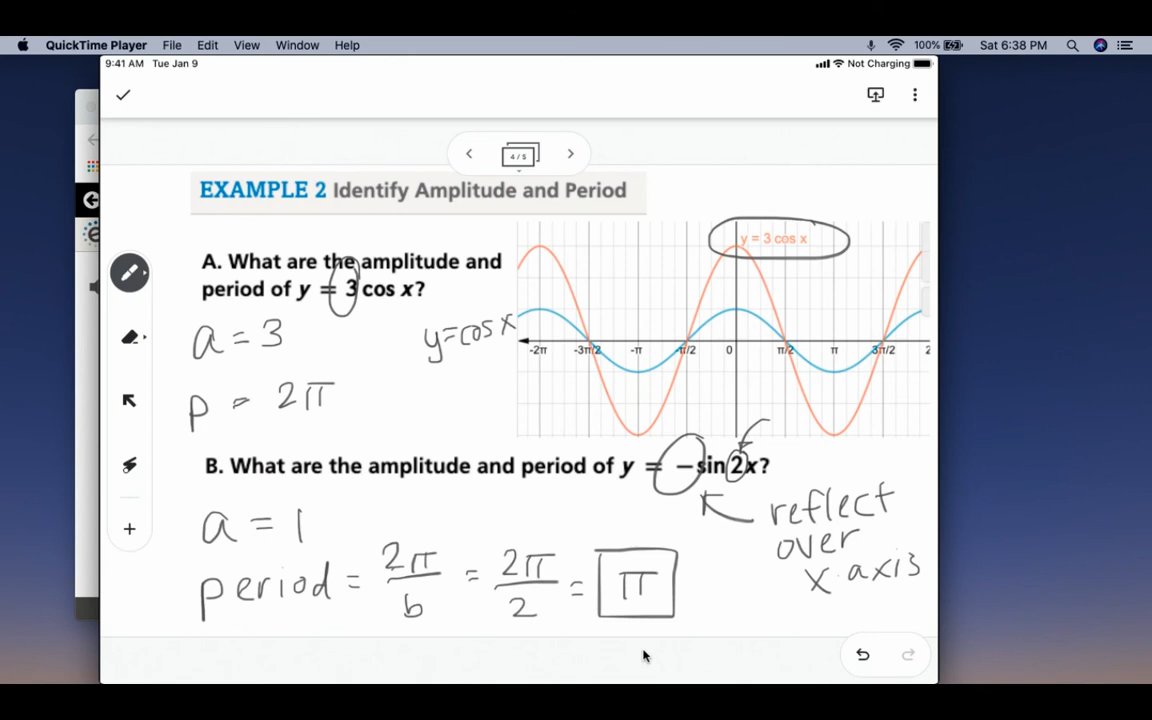 QuickTime Player File Edit View Window Help 100% Sat 6:38 PM
9:41 AM Tue Jan 9 Not Charging
4/5
EXAMPLE 2 Identify Amplitude and Period
y = 3 cos x
A. What are the amplitude and
period of y = 3 cos x?
a = 3
y=cos x
p = 2π
-2π -3π/2 -π -π/2 0 π/2 π 3π/2 2
B. What are the amplitude and period of y = −sin 2x?
a = 1
reflect
over
x axis
period = 2π/b = 2π/2 = π